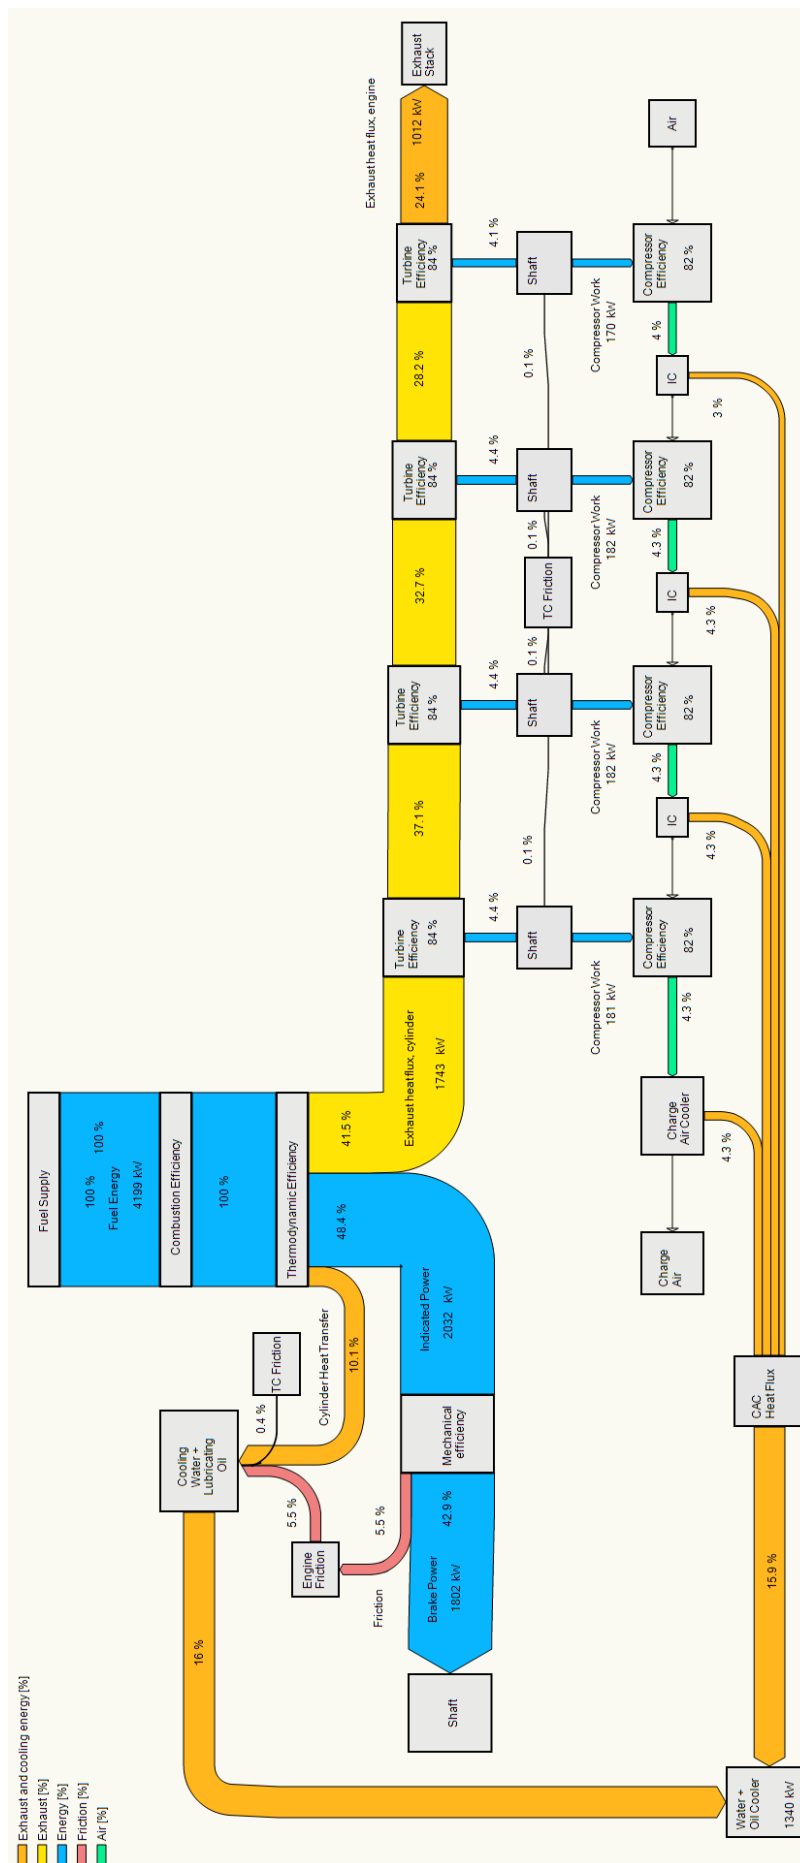 Exhaust and cooling energy [%]
Exhaust [%]
Energy [%]
Friction [%]
Air [%]
Fuel Supply
100 %
100 %
Fuel Energy
4199 kW
Combustion Efficiency
100 %
Thermodynamic Efficiency
41.5 %
48.4 %
10.1 %
Cylinder Heat Transfer
TC Friction
0.4 %
Cooling
Water +
Lubricating
Oil
5.5 %
Engine
Friction
5.5 %
Friction
16 %
Indicated Power
2032 kW
Mechanical
efficiency
42.9 %
Brake Power
1802 kW
Shaft
Exhaust heat flux, cylinder
1743 kW
Turbine
Efficiency
84 %
37.1 %
Turbine
Efficiency
84 %
32.7 %
Turbine
Efficiency
84 %
28.2 %
Turbine
Efficiency
84 %
24.1 %
1012 kW
Exhaust heat flux, engine
Exhaust
Stack
4.4 %
4.4 %
4.4 %
4.1 %
Shaft
0.1 %
Shaft
0.1 %
TC Friction
0.1 %
Shaft
0.1 %
Shaft
Compressor Work
181 kW
Compressor Work
182 kW
Compressor Work
182 kW
Compressor Work
170 kW
Air
Compressor
Efficiency
82 %
4 %
IC
3 %
Compressor
Efficiency
82 %
4.3 %
IC
4.3 %
Compressor
Efficiency
82 %
4.3 %
IC
4.3 %
Compressor
Efficiency
82 %
4.3 %
Charge
Air Cooler
4.3 %
Charge
Air
CAC
Heat Flux
15.9 %
Water +
Oil Cooler
1340 kW